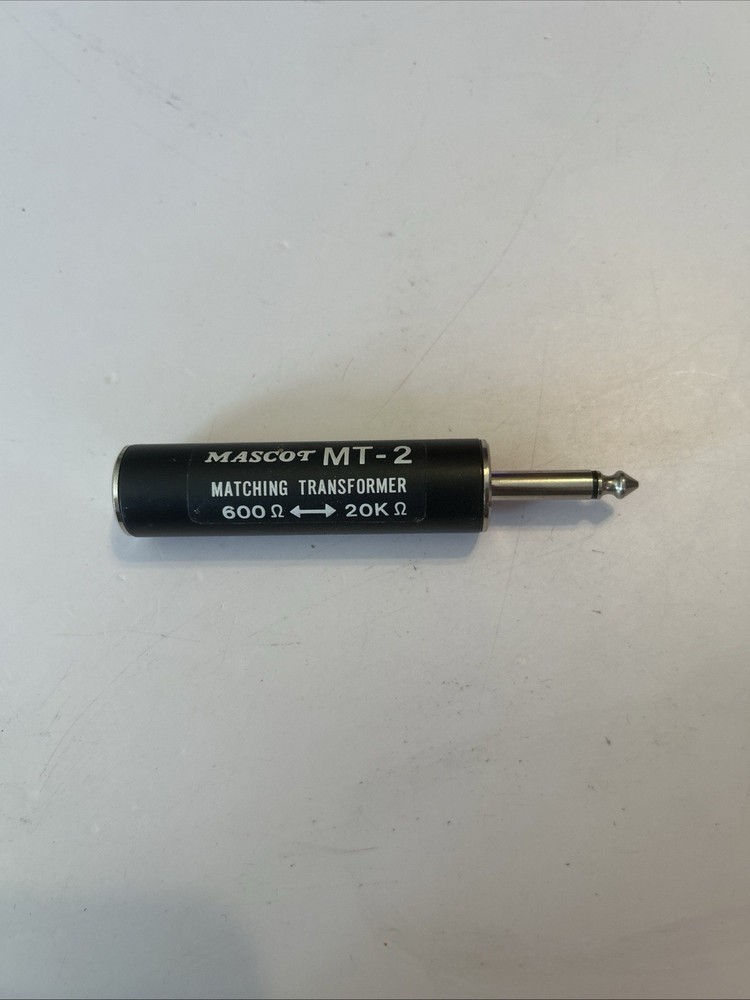 MASCOT MT-2
MATCHING TRANSFORMER
600 Ω ↔ 20K Ω